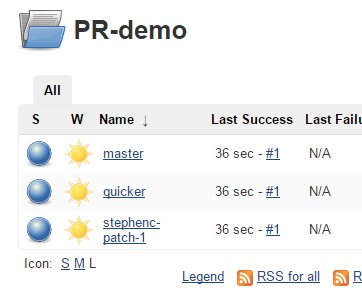 PR-demo
All
S W Name ↓ Last Success Last Failu
master 36 sec - #1 N/A
quicker 36 sec - #1 N/A
stephenc-
patch-1 36 sec - #1 N/A
Icon: S M L
Legend RSS for all R